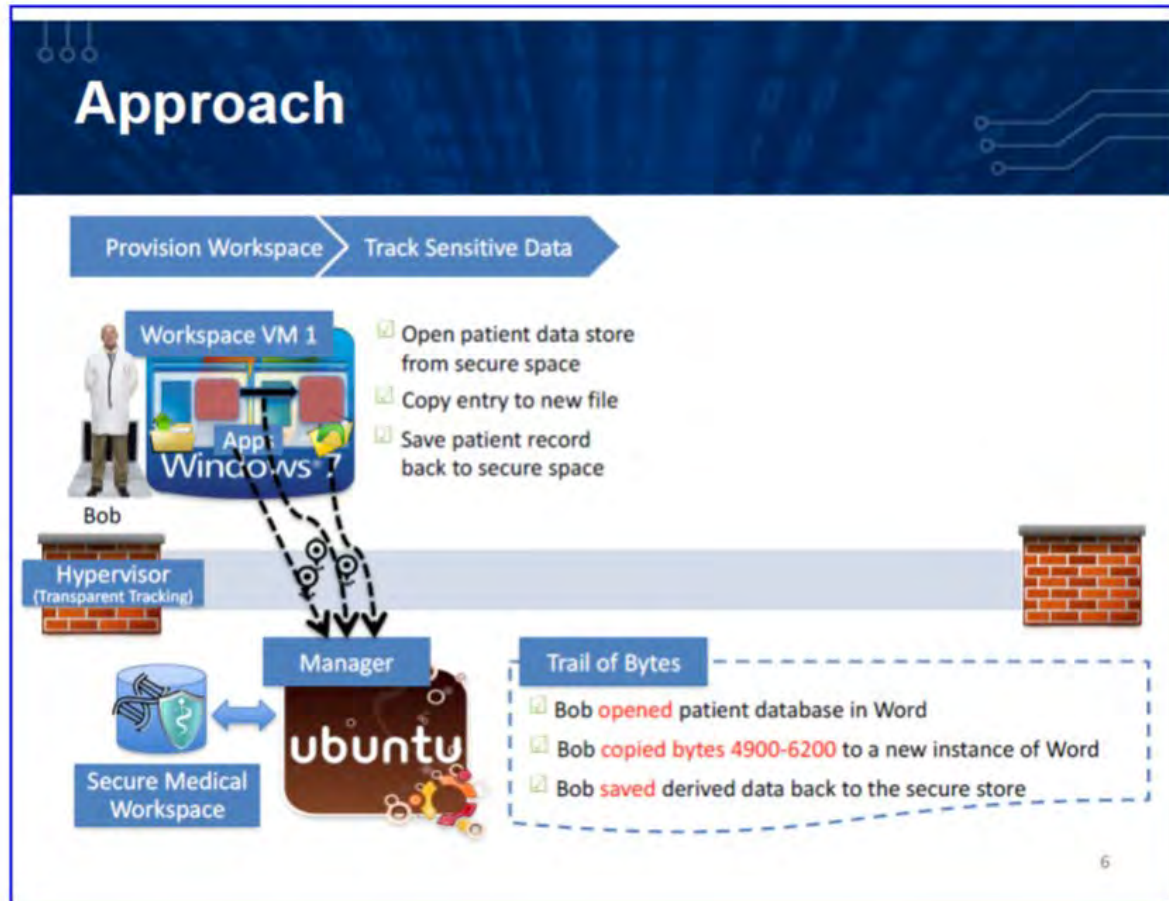 Approach
Provision Workspace
Track Sensitive Data
Workspace VM 1
Apps
Windows 7
Bob
Open patient data store
from secure space
Copy entry to new file
Save patient record
back to secure space
Hypervisor
(Transparent Tracking)
Manager
ubuntu
Secure Medical
Workspace
Trail of Bytes
Bob opened patient database in Word
Bob copied bytes 4900-6200 to a new instance of Word
Bob saved derived data back to the secure store
6